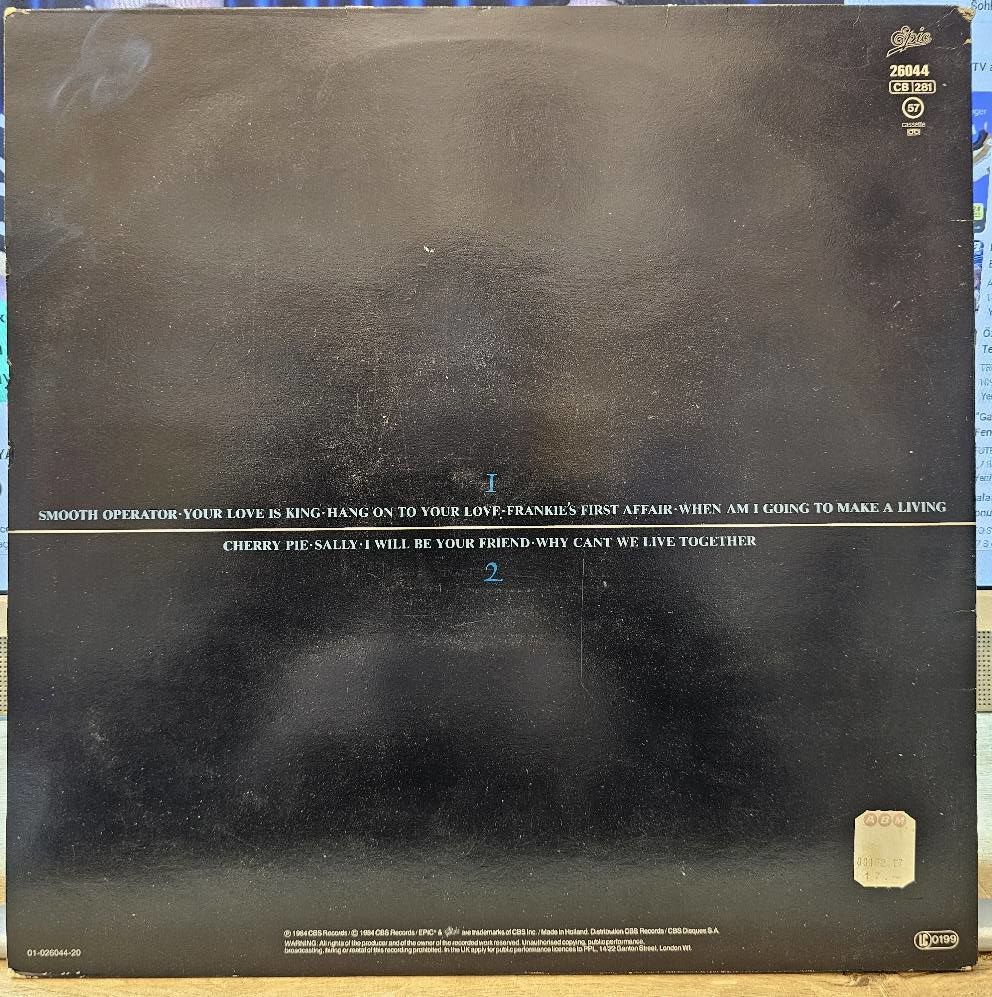 Epic
26044
CB 281
57
cassette
1
SMOOTH OPERATOR·YOUR LOVE IS KING·HANG ON TO YOUR LOVE·FRANKIE'S FIRST AFFAIR·WHEN AM I GOING TO MAKE A LIVING
CHERRY PIE·SALLY·I WILL BE YOUR FRIEND·WHY CANT WE LIVE TOGETHER
2
ABM
℗ 1984 CBS Records / © 1984 CBS Records / EPIC® & Epic are trademarks of CBS Inc. / Made in Holland. Distribution CBS Records / CBS Disques S.A.
WARNING: All rights of the producer and of the owner of the recorded work reserved. Unauthorised copying, public performance,
broadcasting, hiring or rental of this recording prohibited. In the UK apply for public performance licences to PPL, 14-22 Ganton Street, London W1.
01-026044-20
LC 0199